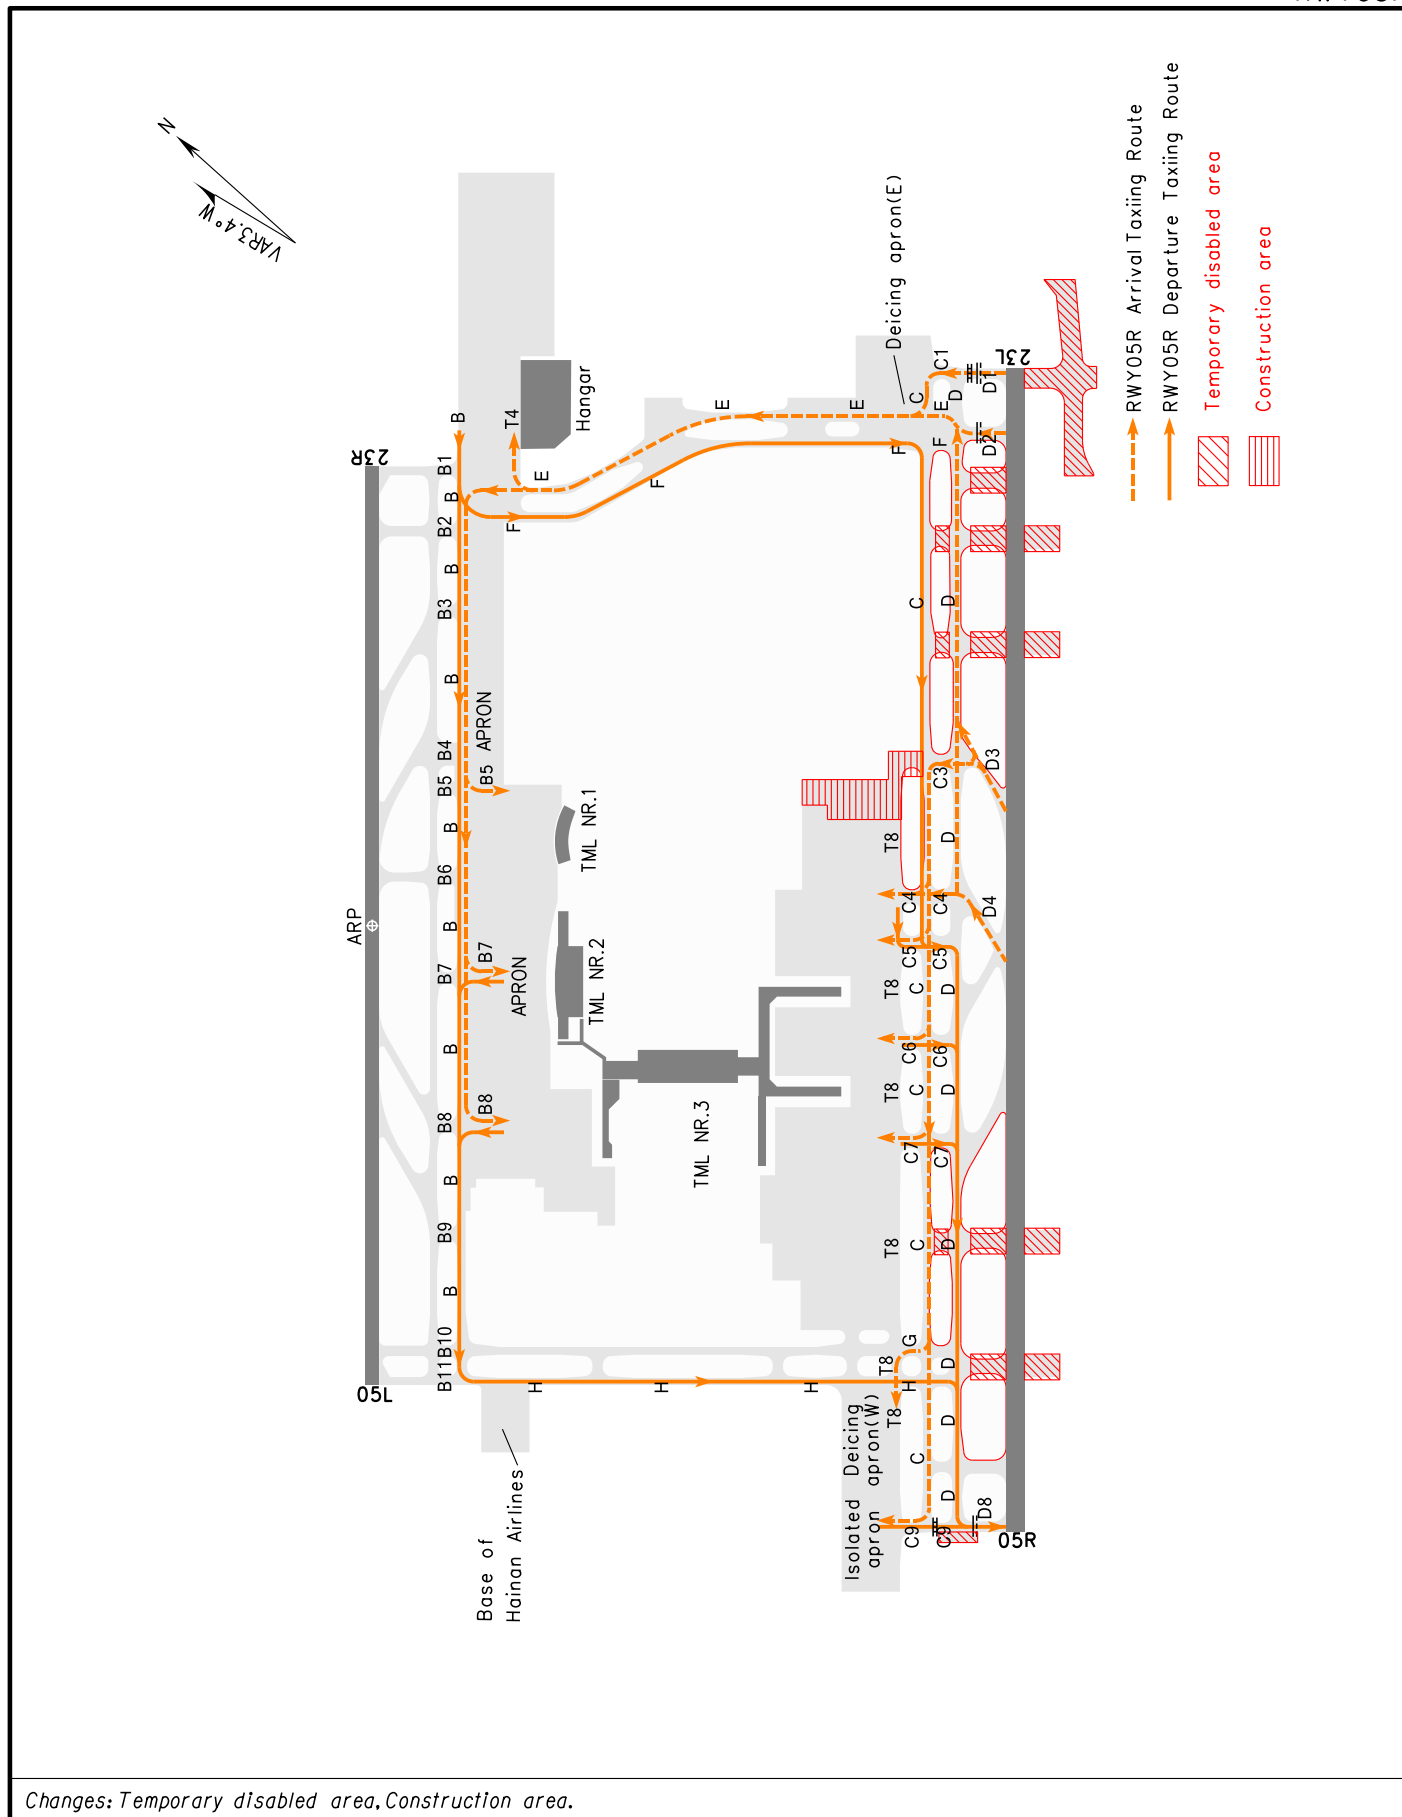 N
VAR3.4°W
RWY05R Arrival Taxiing Route
RWY05R Departure Taxiing Route
Temporary disabled area
Construction area
Deicing apron(E)
23R
23L
B
T4
Hangar
E
E
C
C1
E
D
D1
B1
B
E
F
F
F
D2
B2
F
B
B3
C
D
B
B4
APRON
B5
B5
C3
D3
B
TML NR.1
T8
D
B6
C4
C4
D4
ARP
B
B7
B7
APRON
TML NR.2
C5
C5
T8
C
D
B
C6
C6
T8
C
D
B8
B8
TML NR.3
C7
C7
B
B9
T8
C
D
B
B10
G
B11
T8
D
05L
H
H
H
H
T8
D
Isolated Deicing
apron apron(W)
C
D
D8
C9
C9
05R
Base of
Hainan Airlines
Changes: Temporary disabled area, Construction area.